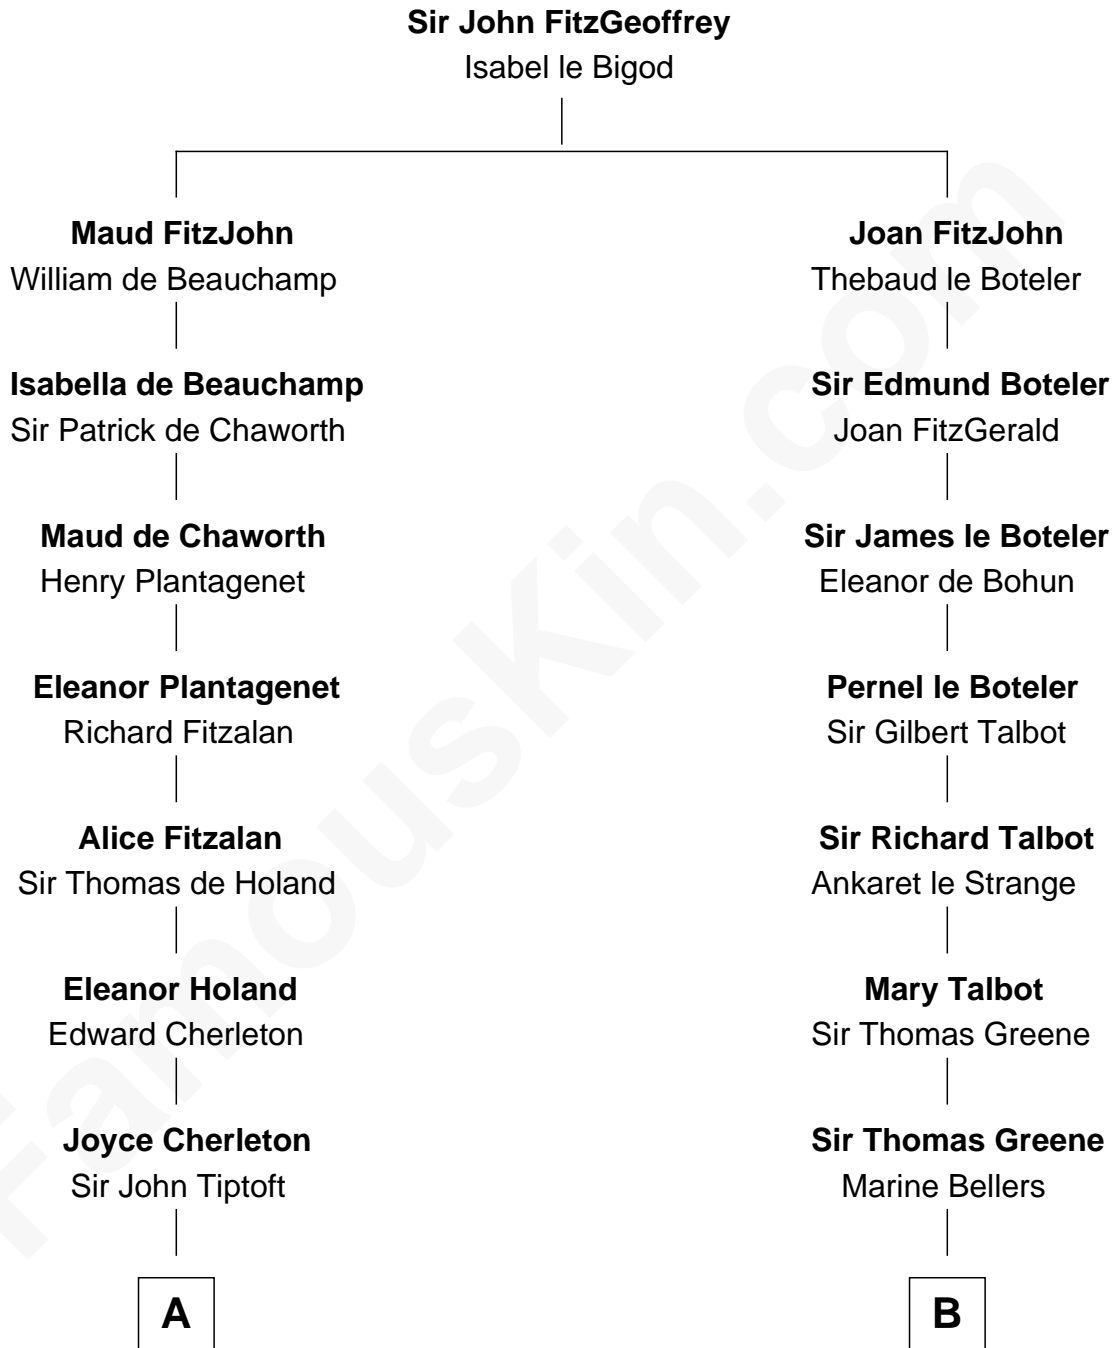 Sir John FitzGeoffrey
Isabel le Bigod
Maud FitzJohn
William de Beauchamp
Isabella de Beauchamp
Sir Patrick de Chaworth
Maud de Chaworth
Henry Plantagenet
Eleanor Plantagenet
Richard Fitzalan
Alice Fitzalan
Sir Thomas de Holand
Eleanor Holand
Edward Cherleton
Joyce Cherleton
Sir John Tiptoft
A
Joan FitzJohn
Thebaud le Boteler
Sir Edmund Boteler
Joan FitzGerald
Sir James le Boteler
Eleanor de Bohun
Pernel le Boteler
Sir Gilbert Talbot
Sir Richard Talbot
Ankaret le Strange
Mary Talbot
Sir Thomas Greene
Sir Thomas Greene
Marine Bellers
B
FamousKin.com